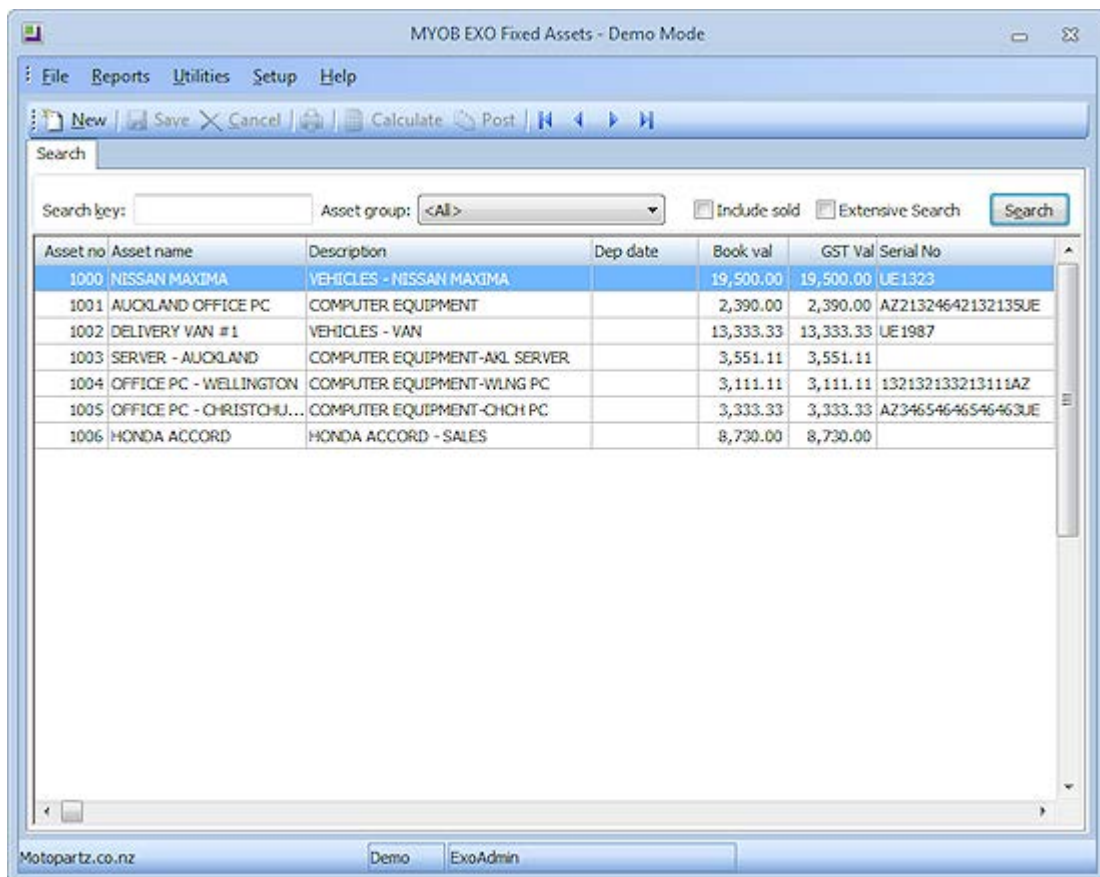 MYOB EXO Fixed Assets - Demo Mode
File Reports Utilities Setup Help
New Save Cancel Calculate Post
Search
Search key: Asset group: <All> Include sold Extensive Search Search
Asset no Asset name Description Dep date Book val GST Val Serial No
1000 NISSAN MAXIMA VEHICLES - NISSAN MAXIMA 19,500.00 19,500.00 UE1323
1001 AUCKLAND OFFICE PC COMPUTER EQUIPMENT 2,390.00 2,390.00 AZ21324642132135UE
1002 DELIVERY VAN #1 VEHICLES - VAN 13,333.33 13,333.33 UE1987
1003 SERVER - AUCKLAND COMPUTER EQUIPMENT-AKL SERVER 3,551.11 3,551.11
1004 OFFICE PC - WELLINGTON COMPUTER EQUIPMENT-WLNG PC 3,111.11 3,111.11 132132133213111AZ
1005 OFFICE PC - CHRISTCHU... COMPUTER EQUIPMENT-CHCH PC 3,333.33 3,333.33 AZ34654646546463UE
1006 HONDA ACCORD HONDA ACCORD - SALES 8,730.00 8,730.00
Motopartz.co.nz Demo ExoAdmin